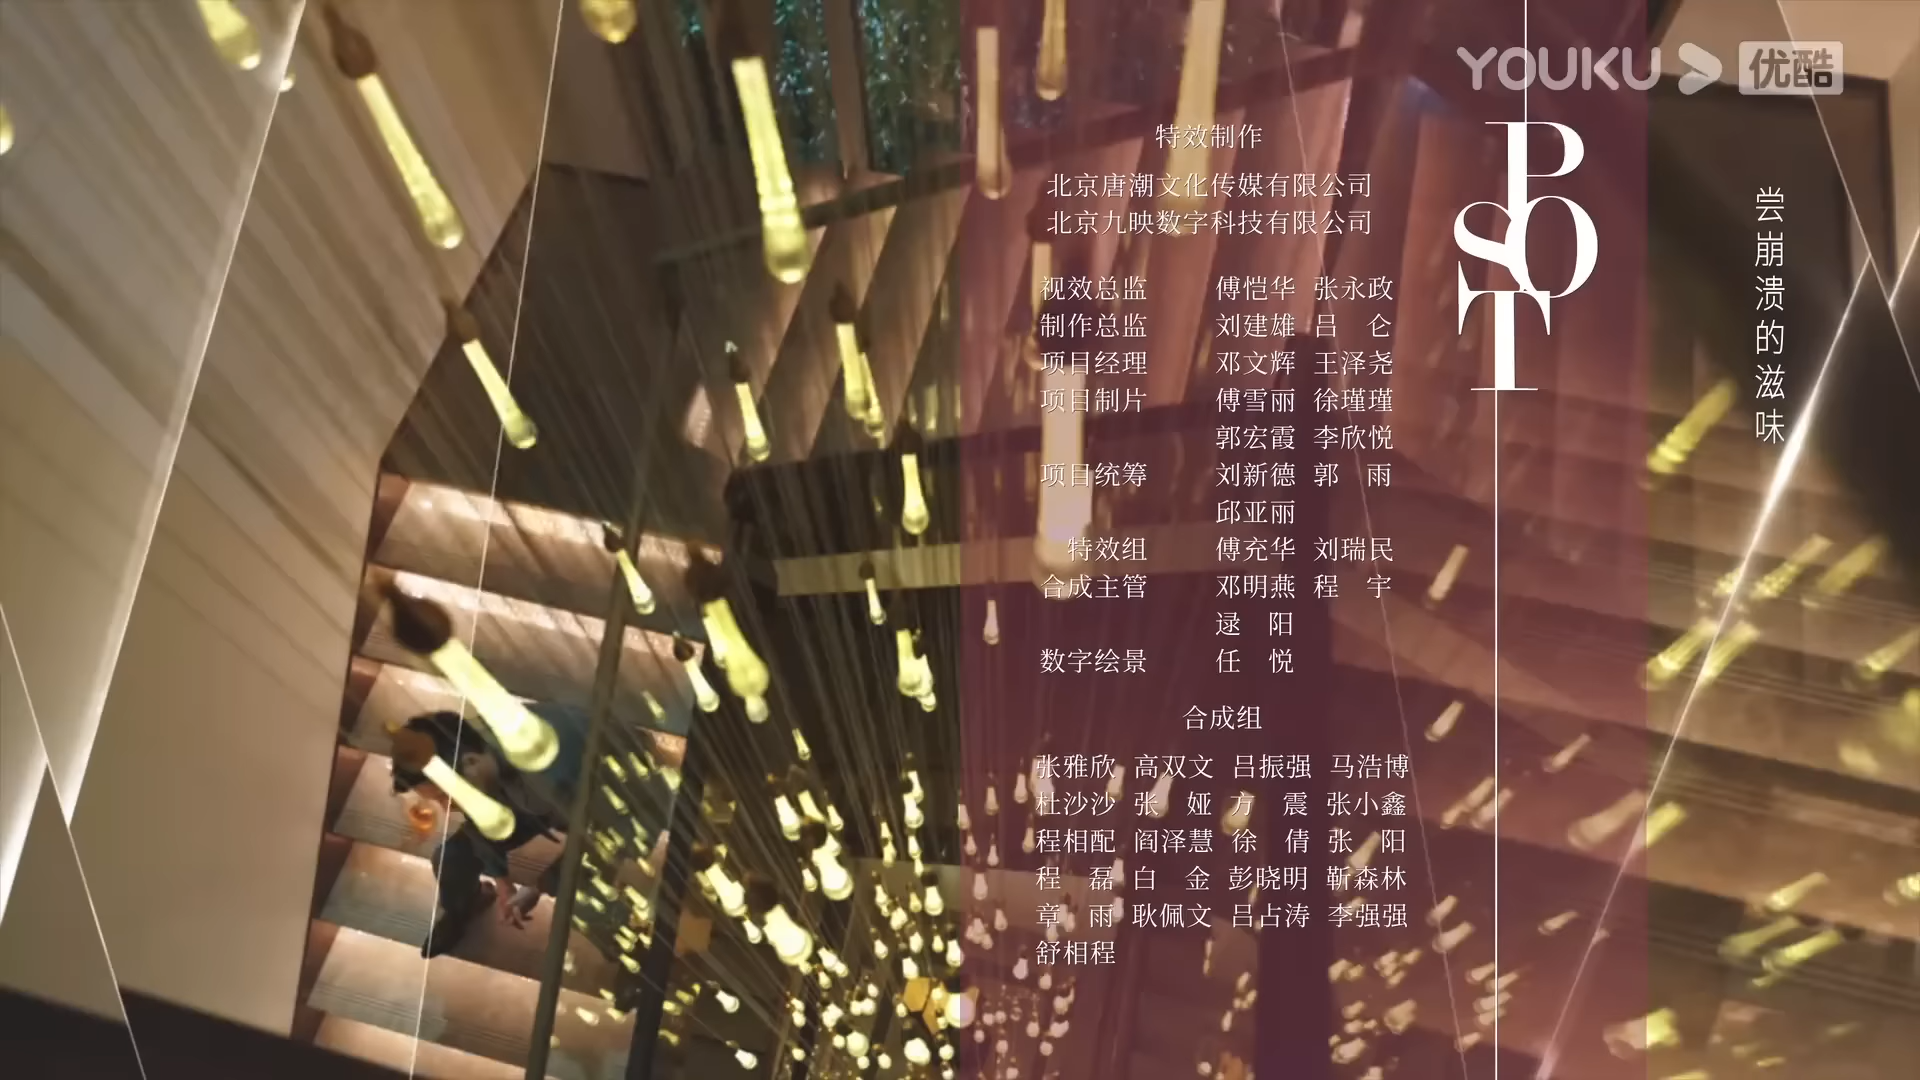 YOUKU 优酷
特效制作
北京唐潮文化传媒有限公司
北京九映数字科技有限公司
视效总监 傅恺华 张永政
制作总监 刘建雄 吕 仑
项目经理 邓文辉 王泽尧
项目制片 傅雪丽 徐瑾瑾
郭宏霞 李欣悦
项目统筹 刘新德 郭 雨
邱亚丽
特效组 傅充华 刘瑞民
合成主管 邓明燕 程 宇
逯 阳
数字绘景 任 悦
合成组
张雅欣 高双文 吕振强 马浩博
杜沙沙 张 娅 方 震 张小鑫
程相配 阎泽慧 徐 倩 张 阳
程 磊 白 金 彭晓明 靳森林
章 雨 耿佩文 吕占涛 李强强
舒相程
POST
尝崩溃的滋味